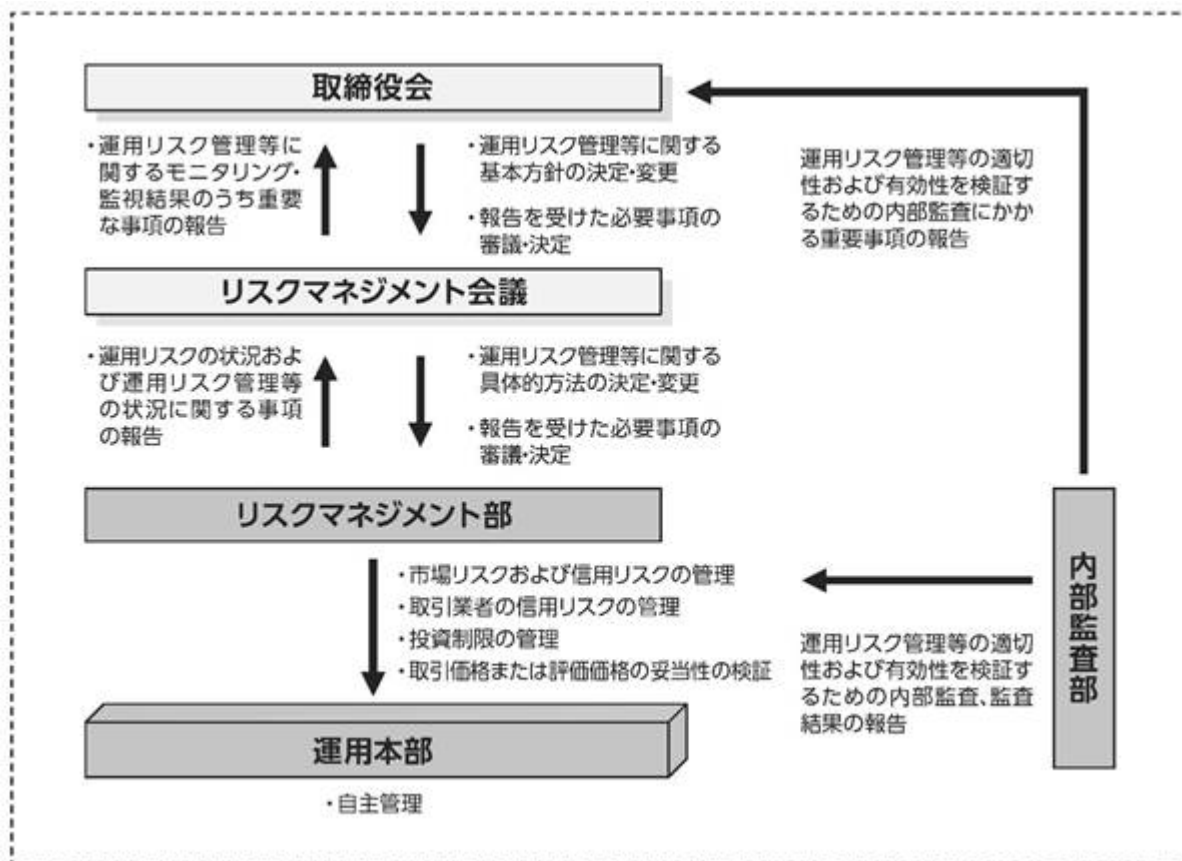 取締役会
・運用リスク管理等に
関するモニタリング・
監視結果のうち重要
な事項の報告
・運用リスク管理等に関する
基本方針の決定・変更
・報告を受けた必要事項の
審議・決定
運用リスク管理等の適切
性および有効性を検証す
るための内部監査にかか
る重要事項の報告
リスクマネジメント会議
・運用リスクの状況およ
び運用リスク管理等
の状況に関する事項
の報告
・運用リスク管理等に関する
具体的方法の決定・変更
・報告を受けた必要事項の
審議・決定
リスクマネジメント部
・市場リスクおよび信用リスクの管理
・取引業者の信用リスクの管理
・投資制限の管理
・取引価格または評価価格の妥当性の検証
内部監査部
運用リスク管理等の適切
性および有効性を検証す
るための内部監査、監査
結果の報告
運用本部
・自主管理